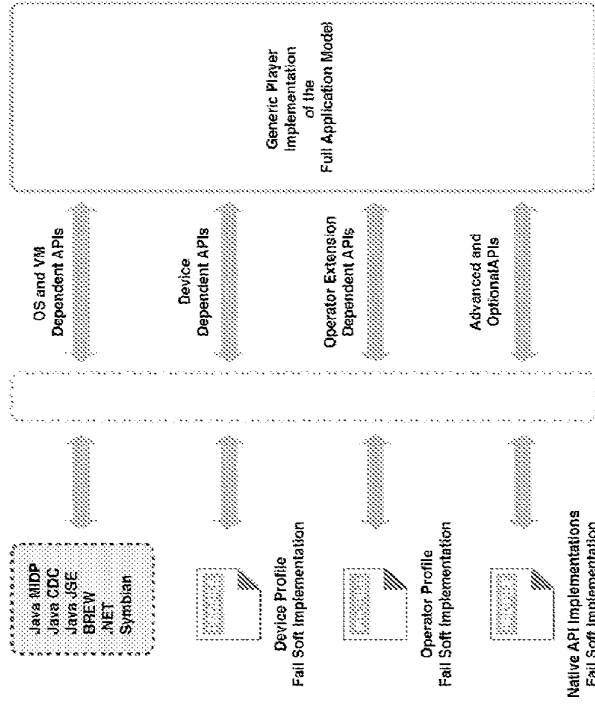 Generic Player
Implementation
of the
Full Application Model
OS and VM
Dependent APIs
Device
Dependent APIs
Operator Extension
Dependent APIs
Advanced and
OptionalAPIs
Java MIDP
Java CDC
Java JSE
BREW
.NET
Symbian
Device Profile
Fail Soft Implementation
Operator Profile
Fail Soft Implementation
Native API Implementations
Fail Soft Implementation